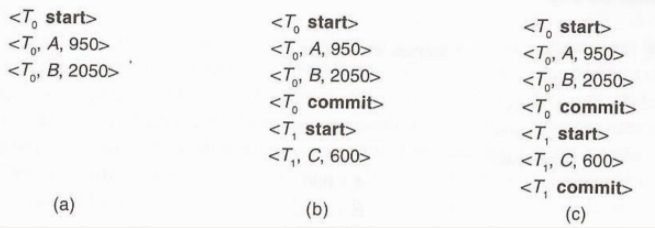 <T₀ start>
<T₀, A, 950>
<T₀, B, 2050>
(a)
<T₀ start>
<T₀, A, 950>
<T₀, B, 2050>
<T₀ commit>
<T₁ start>
<T₁, C, 600>
(b)
<T₀ start>
<T₀, A, 950>
<T₀, B, 2050>
<T₀ commit>
<T₁ start>
<T₁, C, 600>
<T₁ commit>
(c)